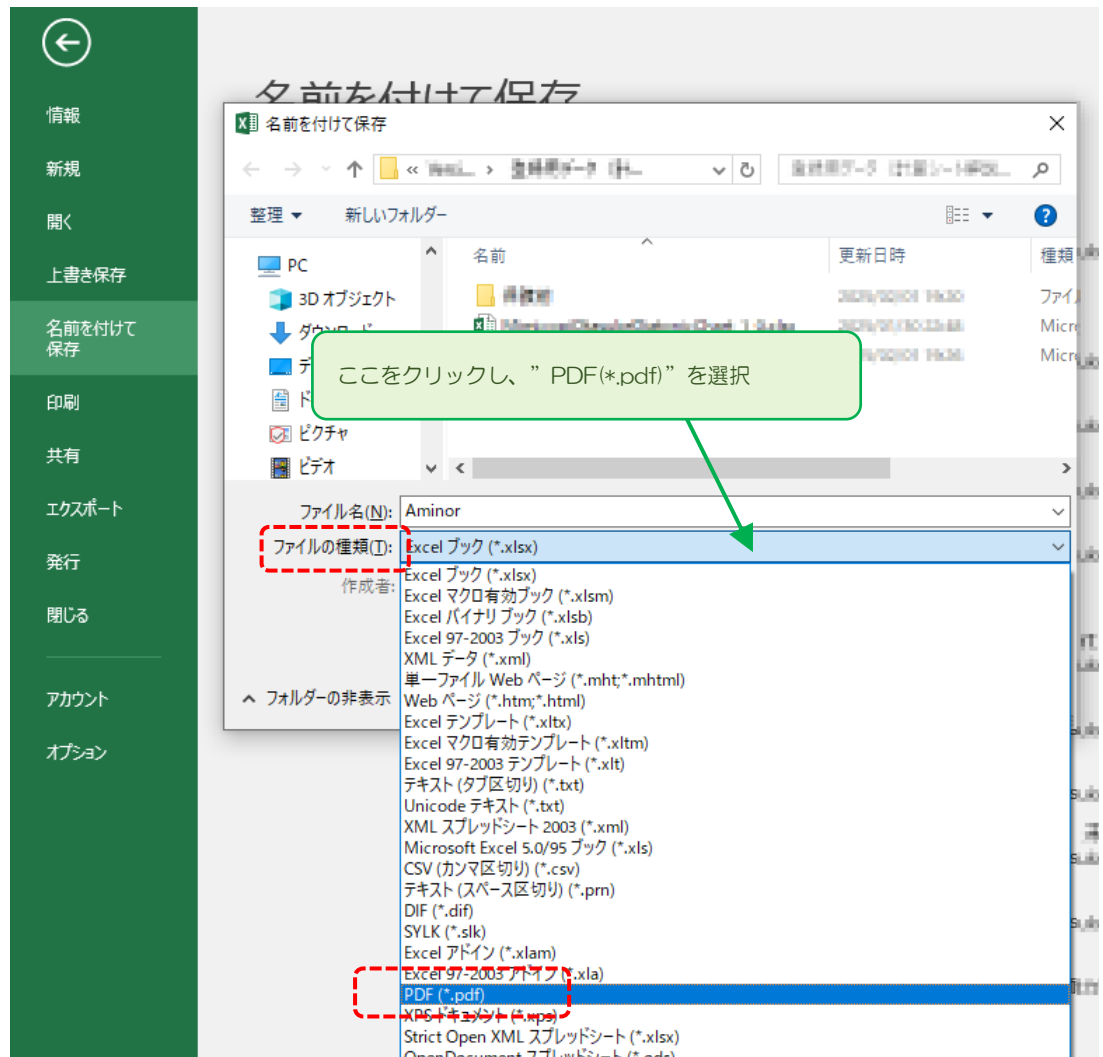 名前を付けて保存
情報
新規
開く
上書き保存
名前を付けて
保存
印刷
共有
エクスポート
発行
閉じる
アカウント
オプション
名前を付けて保存
整理 新しいフォルダー
PC
3D オブジェクト
ピクチャ
ビデオ
名前 更新日時 種類
ここをクリックし、”PDF(*.pdf)”を選択
ファイル名(N): Aminor
ファイルの種類(T): Excel ブック (*.xlsx)
作成者:
フォルダーの非表示
Excel ブック (*.xlsx)
Excel マクロ有効ブック (*.xlsm)
Excel バイナリ ブック (*.xlsb)
Excel 97-2003 ブック (*.xls)
XML データ (*.xml)
単一ファイル Web ページ (*.mht;*.mhtml)
Web ページ (*.htm;*.html)
Excel テンプレート (*.xltx)
Excel マクロ有効テンプレート (*.xltm)
Excel 97-2003 テンプレート (*.xlt)
テキスト (タブ区切り) (*.txt)
Unicode テキスト (*.txt)
XML スプレッドシート 2003 (*.xml)
Microsoft Excel 5.0/95 ブック (*.xls)
CSV (カンマ区切り) (*.csv)
テキスト (スペース区切り) (*.prn)
DIF (*.dif)
SYLK (*.slk)
Excel アドイン (*.xlam)
Excel 97-2003 アドイン (*.xla)
PDF (*.pdf)
XPS ドキュメント (*.xps)
Strict Open XML スプレッドシート (*.xlsx)
OpenDocument スプレッドシート (*.ods)